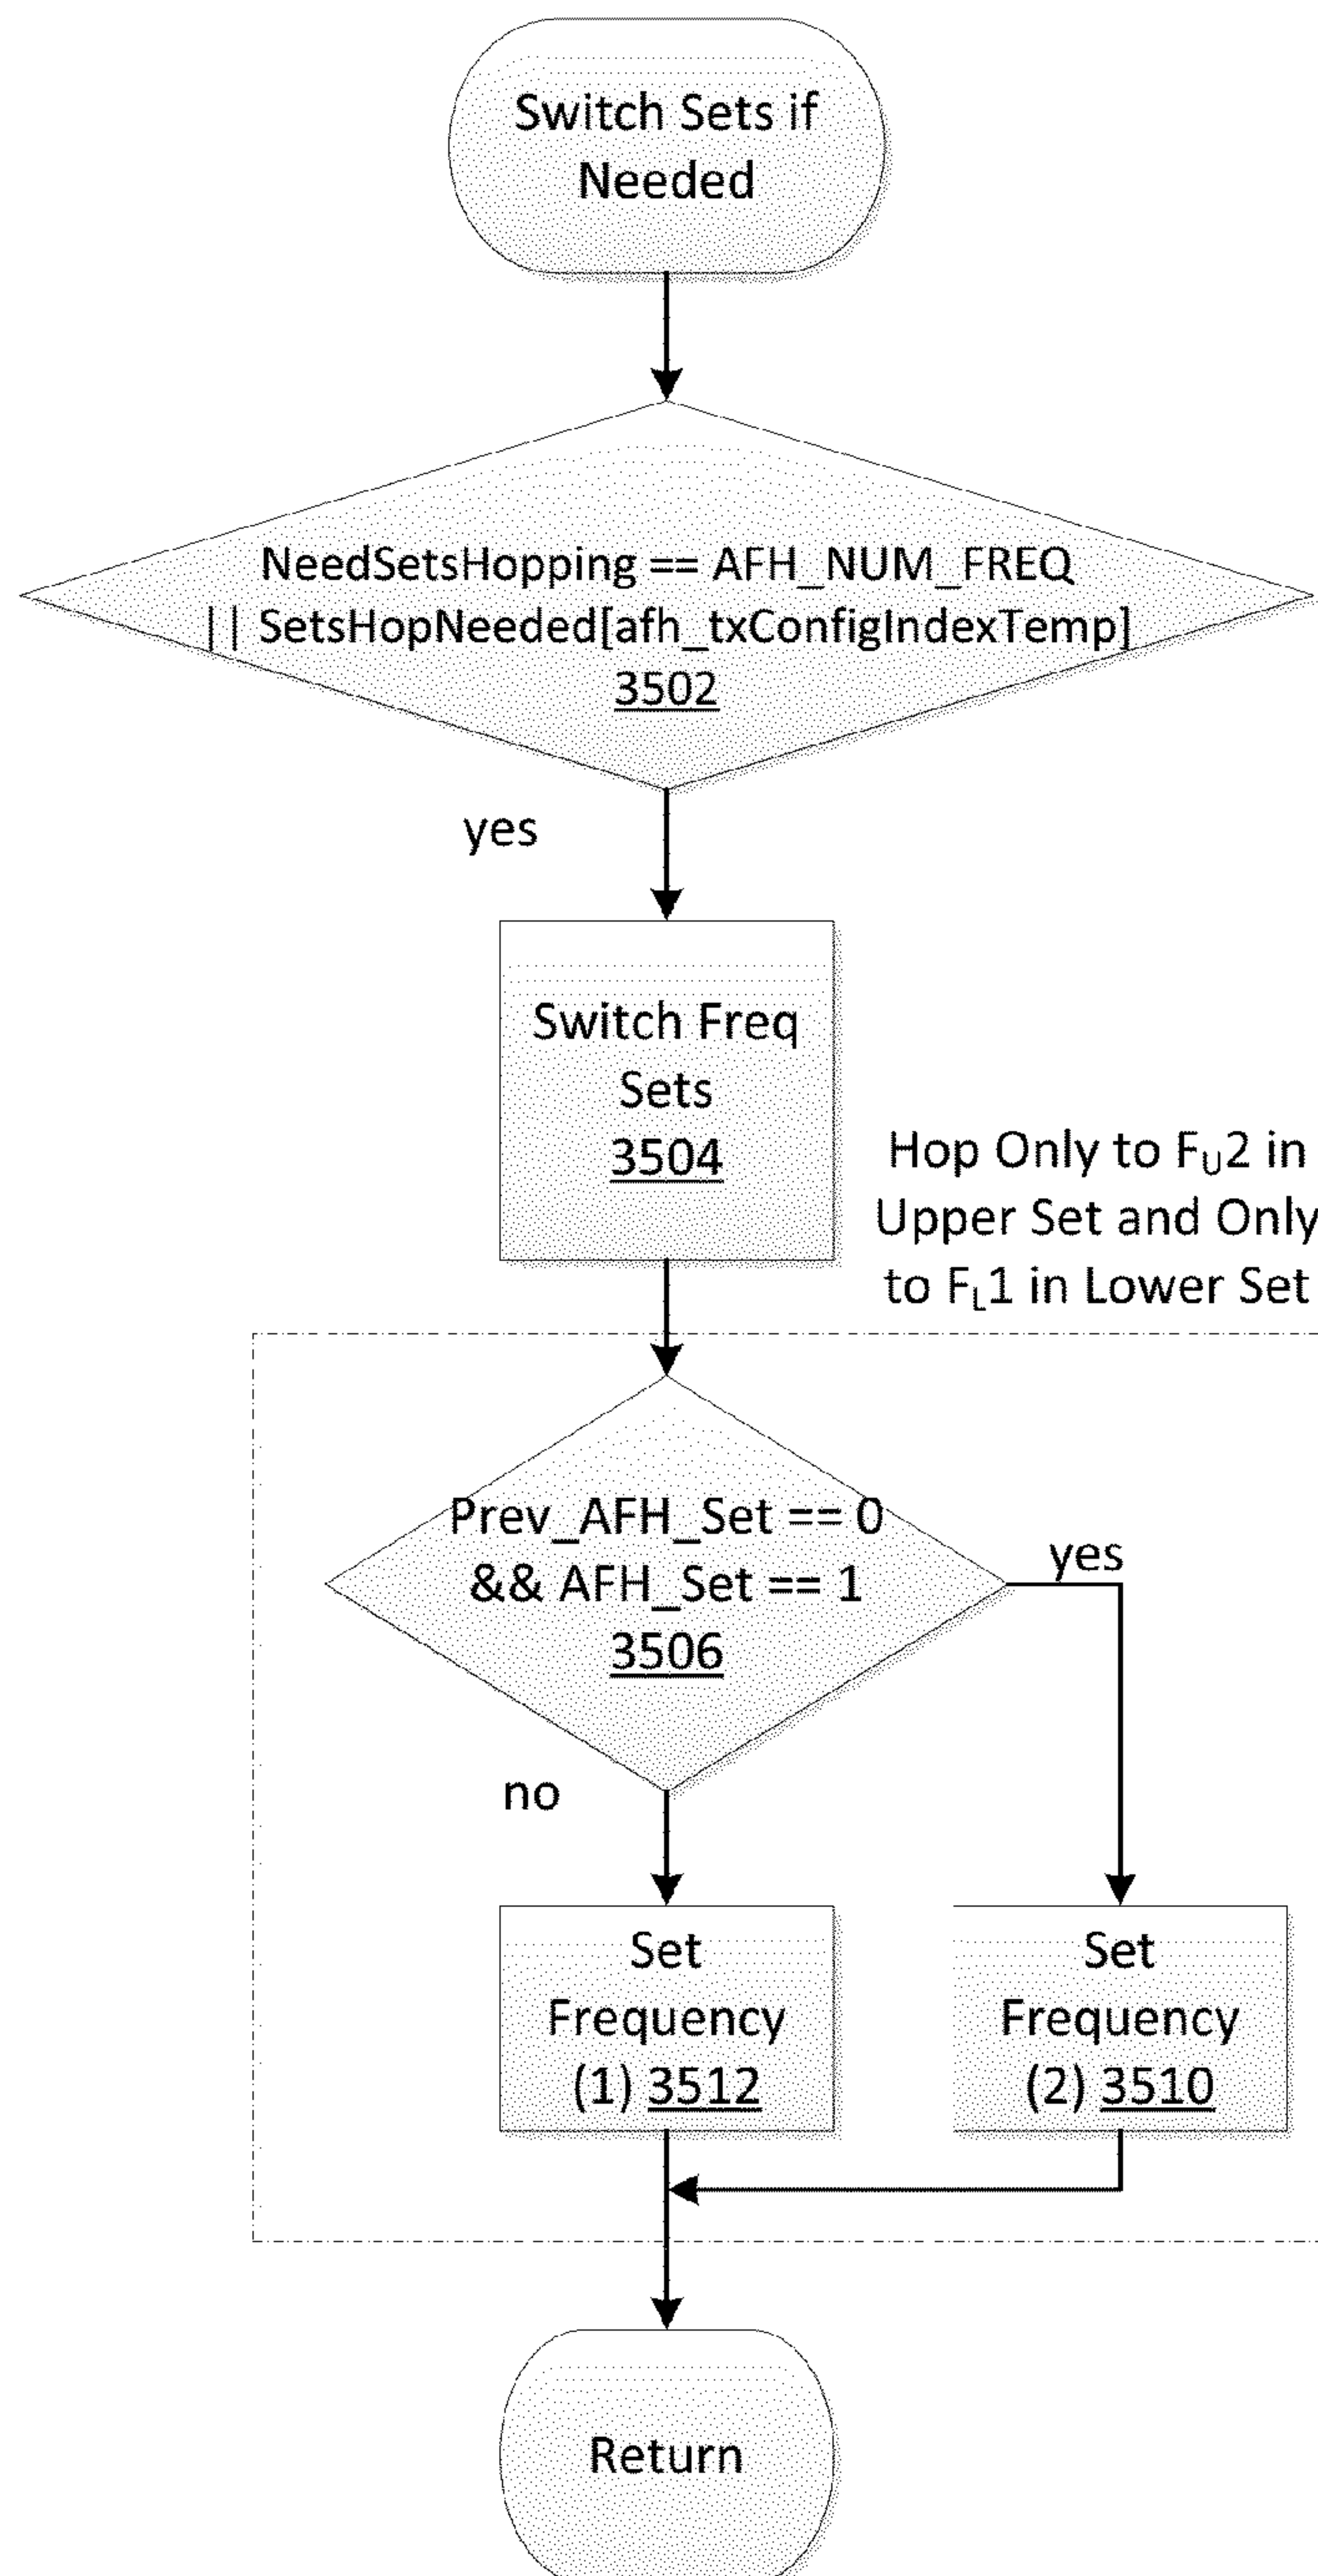 Switch Sets if
Needed
NeedSetsHopping == AFH_NUM_FREQ
|| SetsHopNeeded[afh_txConfigIndexTemp]
3502
yes
Switch Freq
Sets
3504
Hop Only to FU2 in
Upper Set and Only
to FL1 in Lower Set
Prev_AFH_Set == 0
&& AFH_Set == 1
3506
yes
no
Set
Frequency
(1) 3512
Set
Frequency
(2) 3510
Return